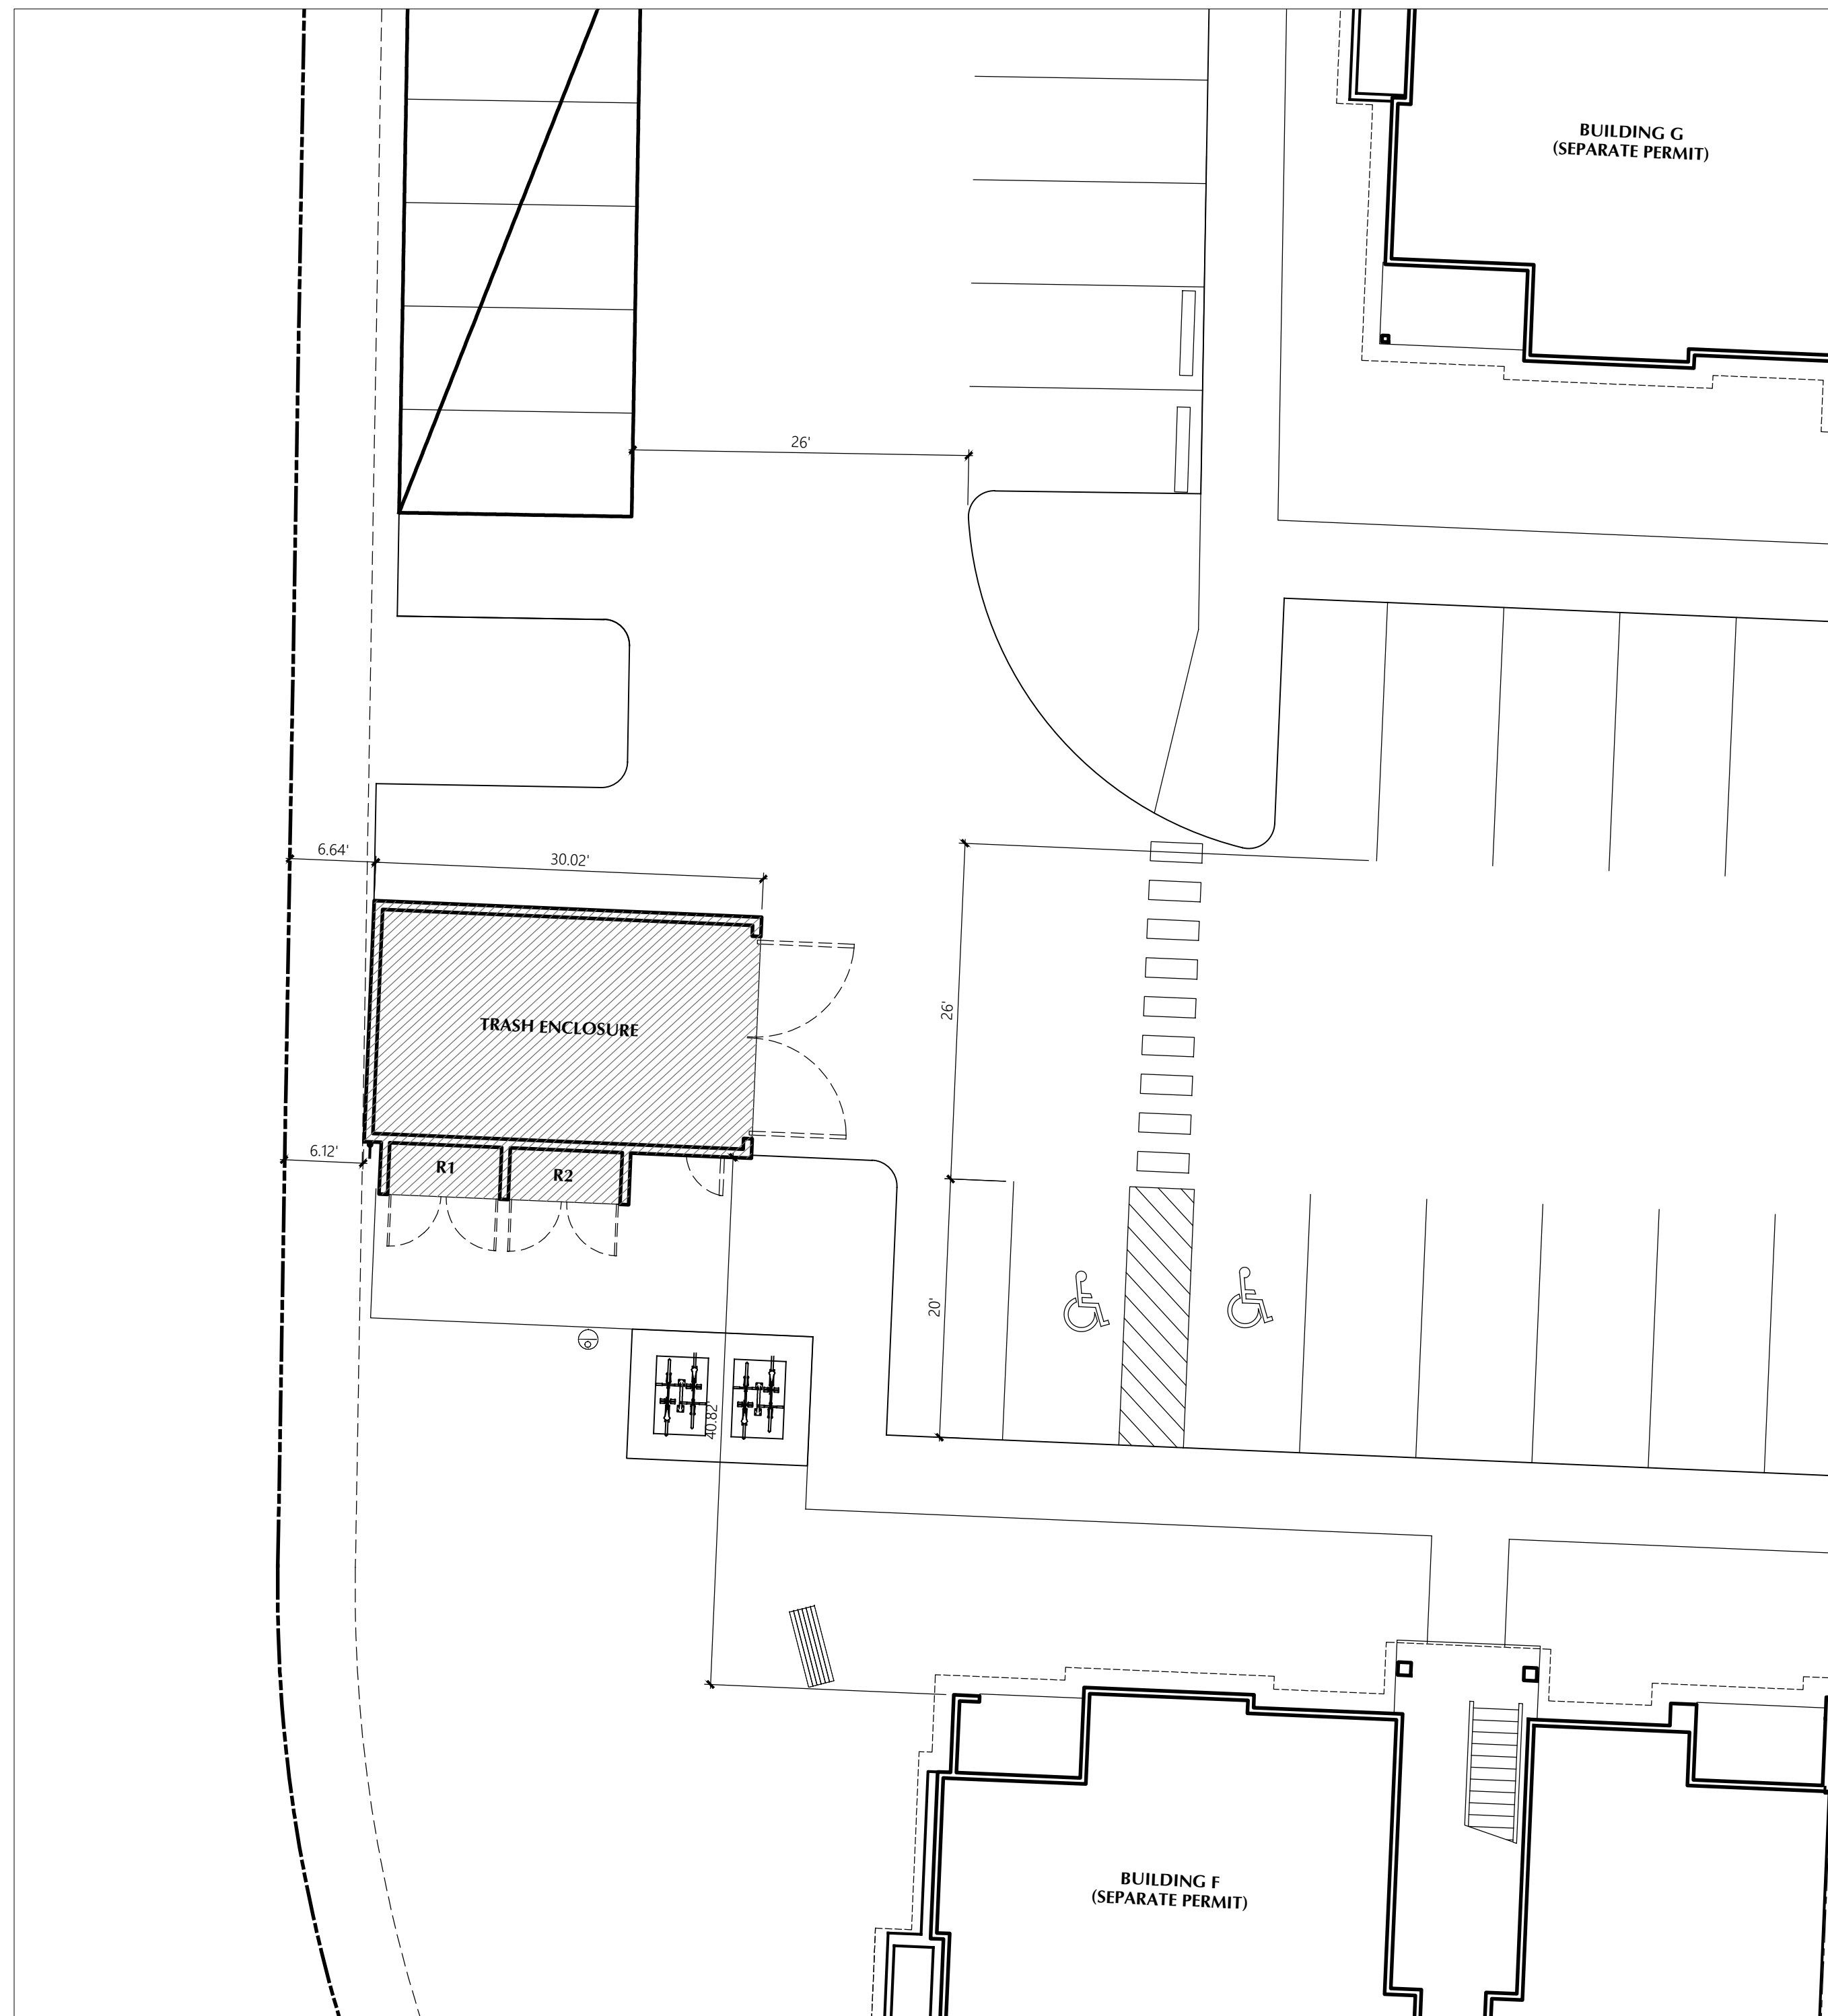 BUILDING G
(SEPARATE PERMIT)
26'
6.64'
30.02'
26'
TRASH ENCLOSURE
6.12'
R1
R2
20'
40.82'
BUILDING F
(SEPARATE PERMIT)